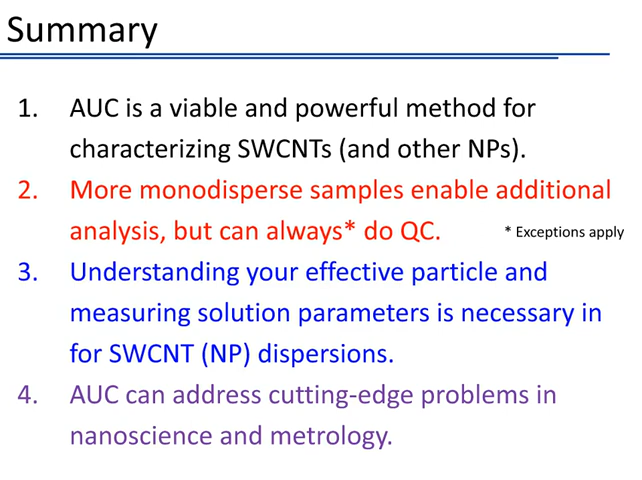 Summary
1. AUC is a viable and powerful method for
characterizing SWCNTs (and other NPs).
2. More monodisperse samples enable additional
analysis, but can always* do QC. * Exceptions apply
3. Understanding your effective particle and
measuring solution parameters is necessary in
for SWCNT (NP) dispersions.
4. AUC can address cutting-edge problems in
nanoscience and metrology.